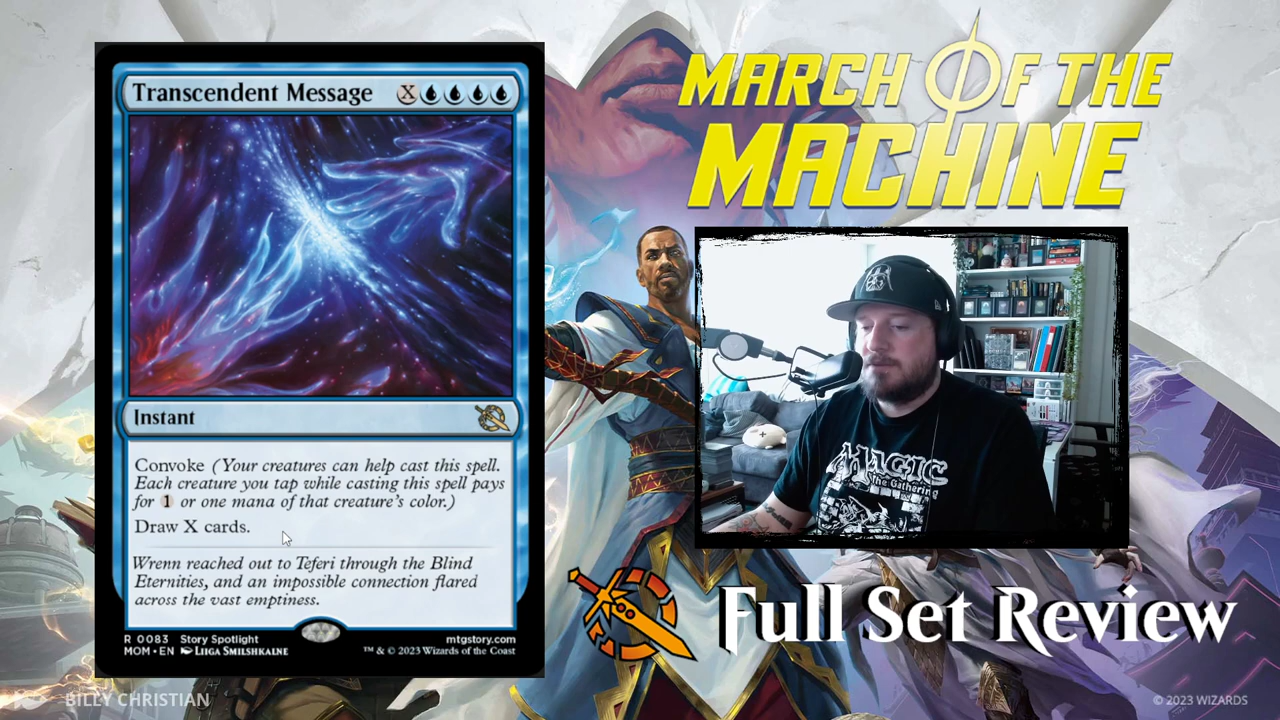 Transcendent Message X
Instant
Convoke (Your creatures can help cast this spell.
Each creature you tap while casting this spell pays
for 1 or one mana of that creature's color.)
Draw X cards.
Wrenn reached out to Teferi through the Blind
Eternities, and an impossible connection flared
across the vast emptiness.
R 0083 Story Spotlight
mtgstory.com
MOM • EN LIIGA SMILSHKALNE
™ & © 2023 Wizards of the Coast
MARCH OF THE
MACHINE
MAGIC
The Gathering
Full Set Review
BILLY CHRISTIAN
© 2023 WIZARDS